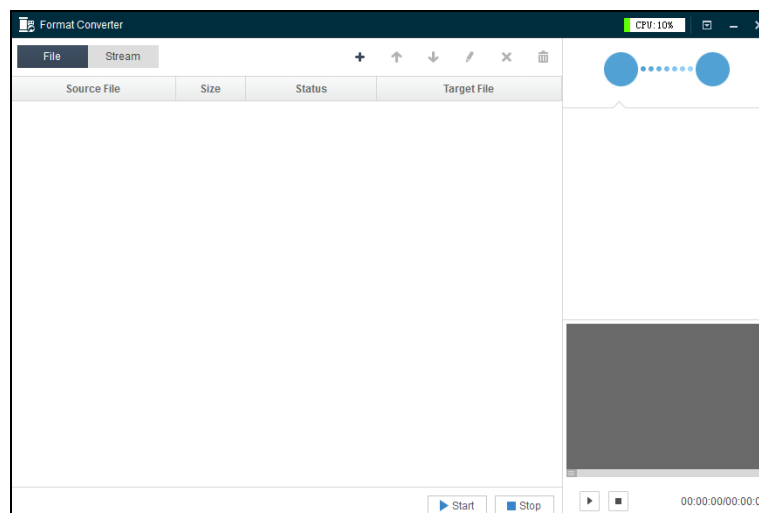 Format Converter
CPU:10%
File
Stream
Source File
Size
Status
Target File
Start
Stop
00:00:00/00:00:0